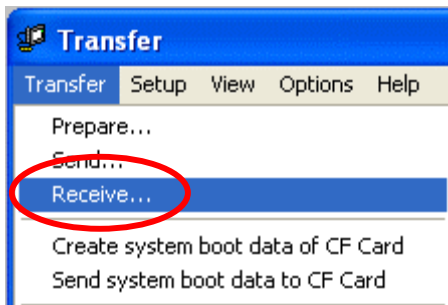 Transfer
Transfer Setup View Options Help
Prepare...
Send...
Receive...
Create system boot data of CF Card
Send system boot data to CF Card